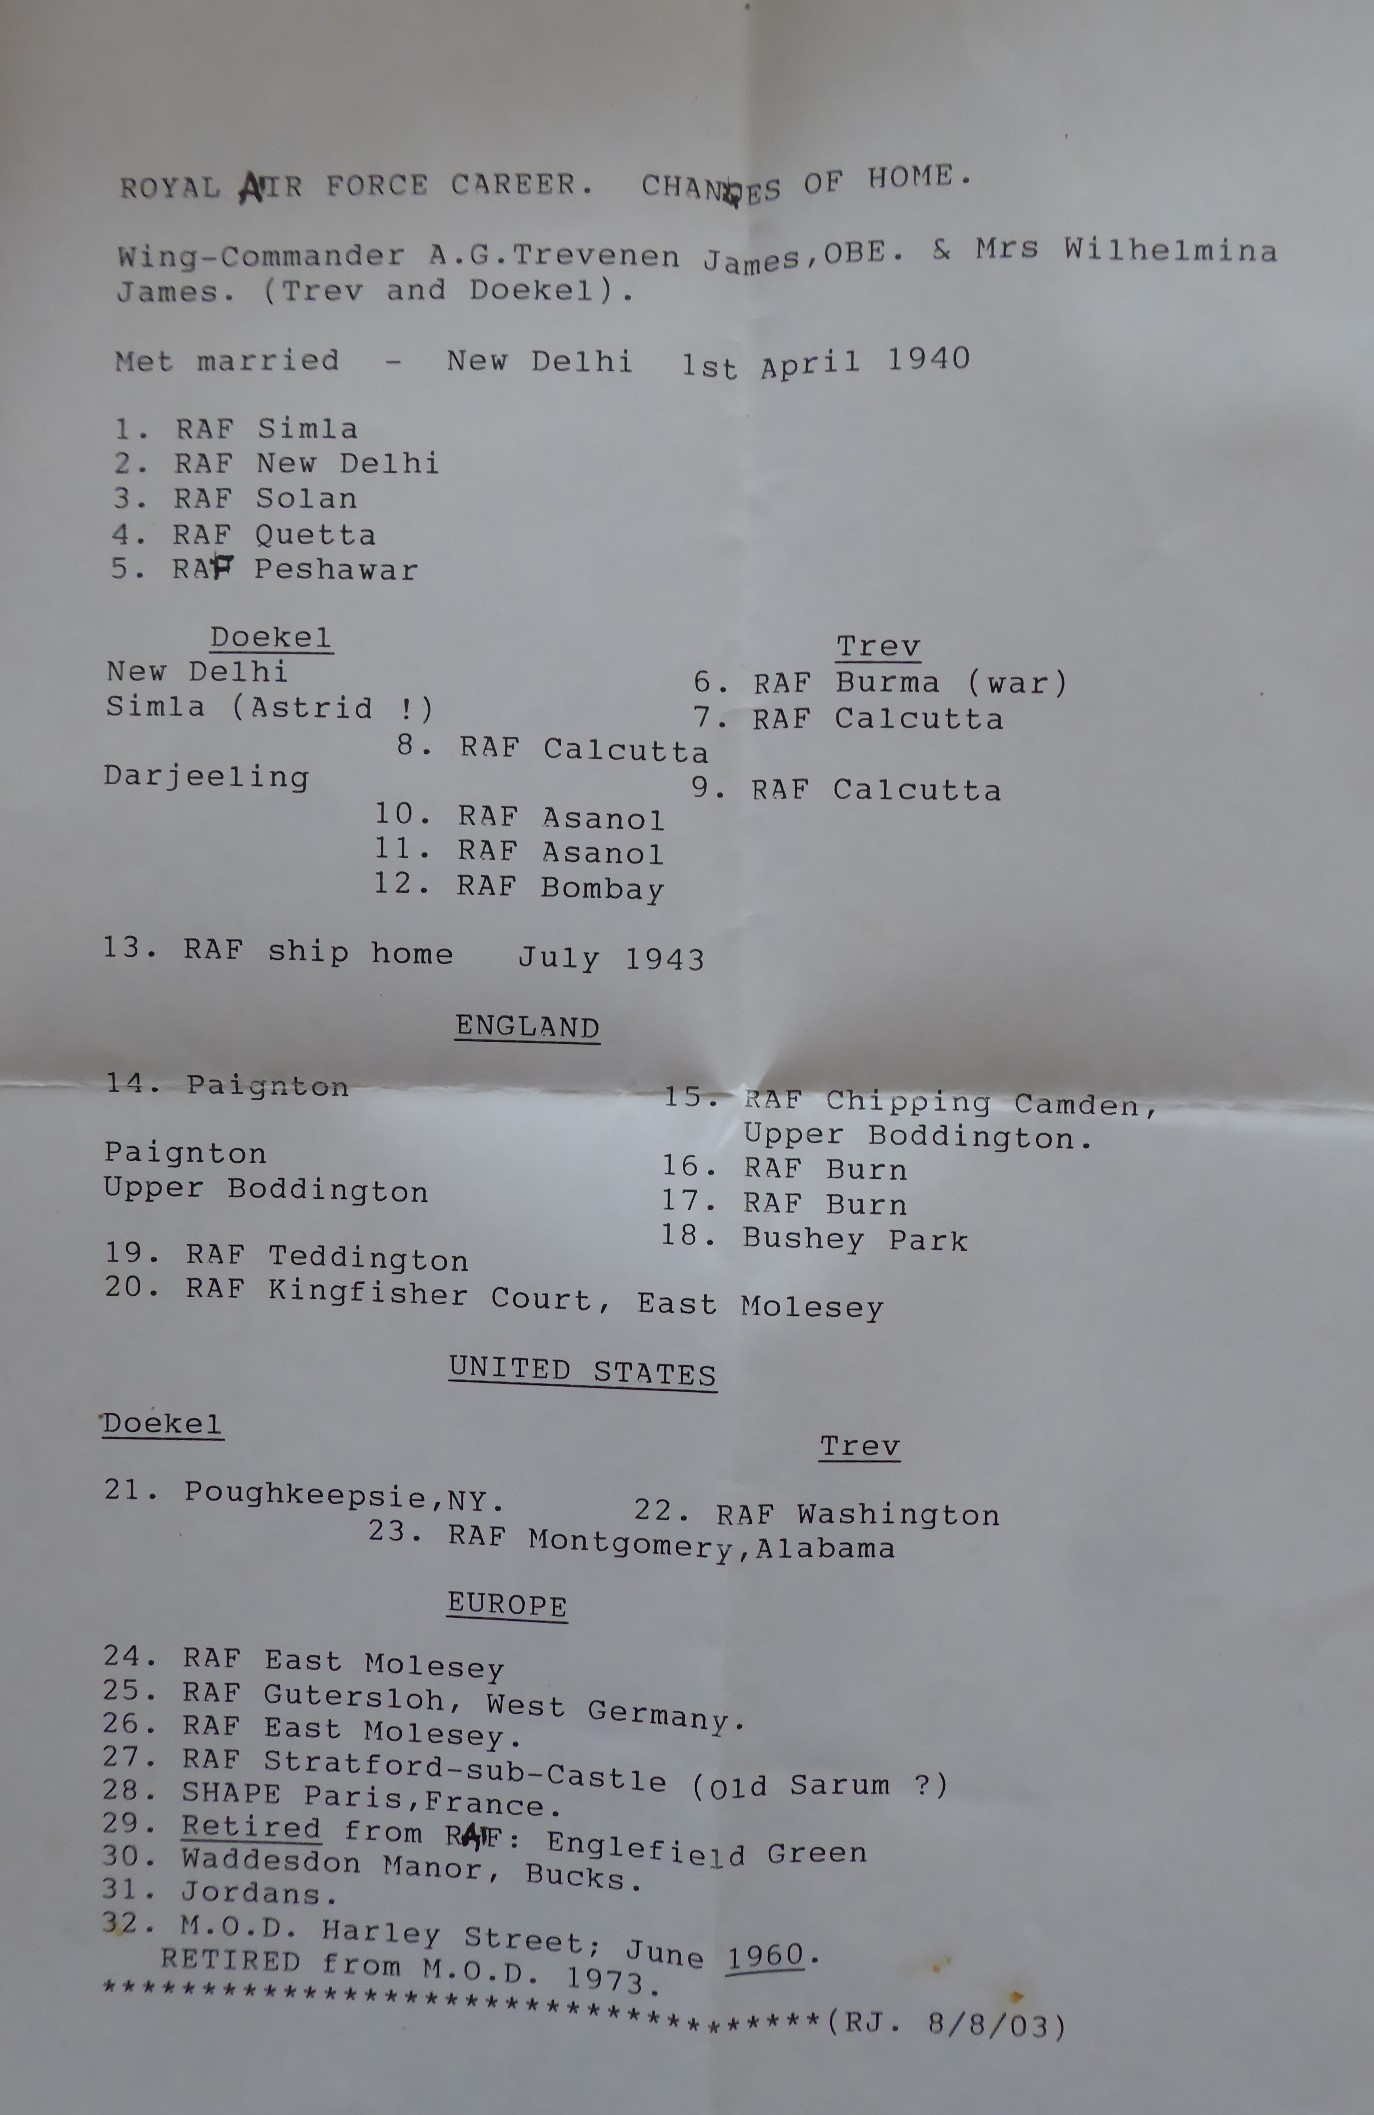 ROYAL AIR FORCE CAREER. CHANGES OF HOME.
Wing-Commander A.G.Trevenen James,OBE. & Mrs Wilhelmina
James. (Trev and Doekel).
Met married - New Delhi 1st April 1940
1. RAF Simla
2. RAF New Delhi
3. RAF Solan
4. RAF Quetta
5. RAF Peshawar
Doekel Trev
New Delhi 6. RAF Burma (war)
Simla (Astrid !) 7. RAF Calcutta
8. RAF Calcutta
Darjeeling 9. RAF Calcutta
10. RAF Asanol
11. RAF Asanol
12. RAF Bombay
13. RAF ship home July 1943
ENGLAND
14. Paignton 15. RAF Chipping Camden,
Upper Boddington.
Paignton 16. RAF Burn
Upper Boddington 17. RAF Burn
18. Bushey Park
19. RAF Teddington
20. RAF Kingfisher Court, East Molesey
UNITED STATES
Doekel Trev
21. Poughkeepsie,NY. 22. RAF Washington
23. RAF Montgomery,Alabama
EUROPE
24. RAF East Molesey
25. RAF Gutersloh, West Germany.
26. RAF East Molesey.
27. RAF Stratford-sub-Castle (Old Sarum ?)
28. SHAPE Paris,France.
29. Retired from RAF: Englefield Green
30. Waddesdon Manor, Bucks.
31. Jordans.
32. M.O.D. Harley Street; June 1960.
RETIRED from M.O.D. 1973.
************************************(RJ. 8/8/03)